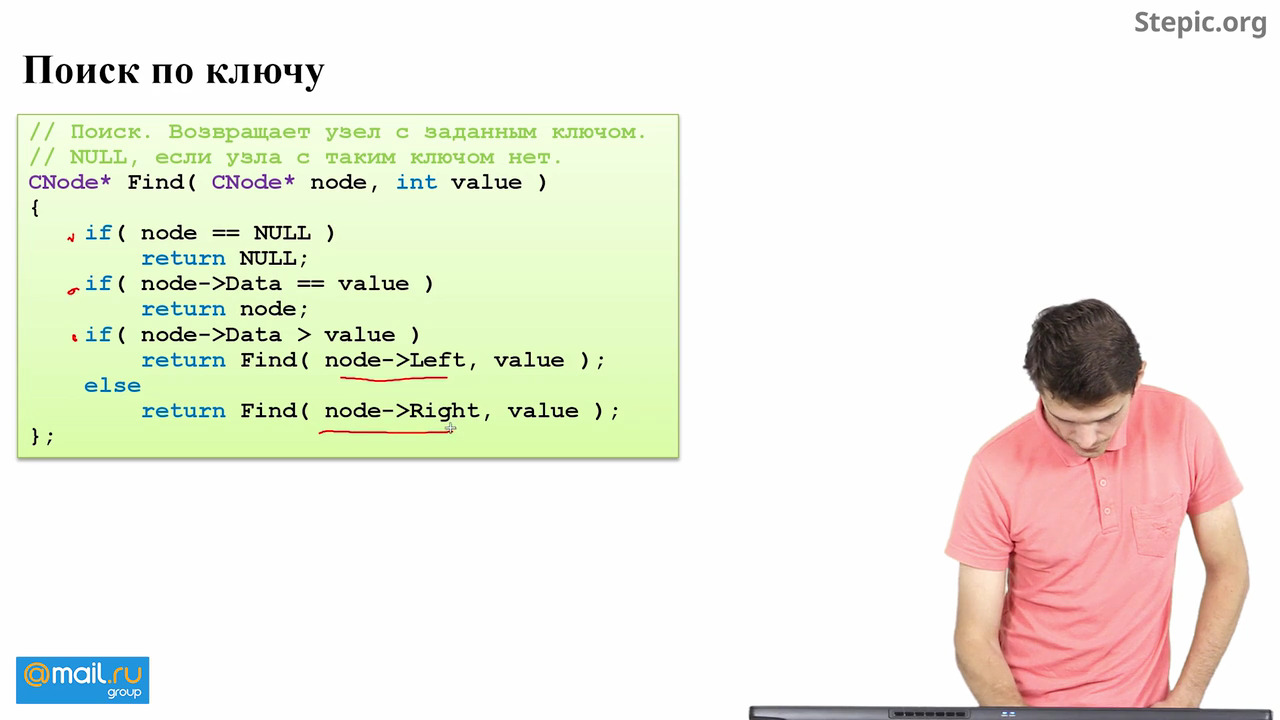 Stepic.org
Поиск по ключу
// Поиск. Возвращает узел с заданным ключом.
// NULL, если узла с таким ключом нет.
CNode* Find( CNode* node, int value )
{
if( node == NULL )
return NULL;
if( node->Data == value )
return node;
if( node->Data > value )
return Find( node->Left, value );
else
return Find( node->Right, value );
};
@mail.ru
group